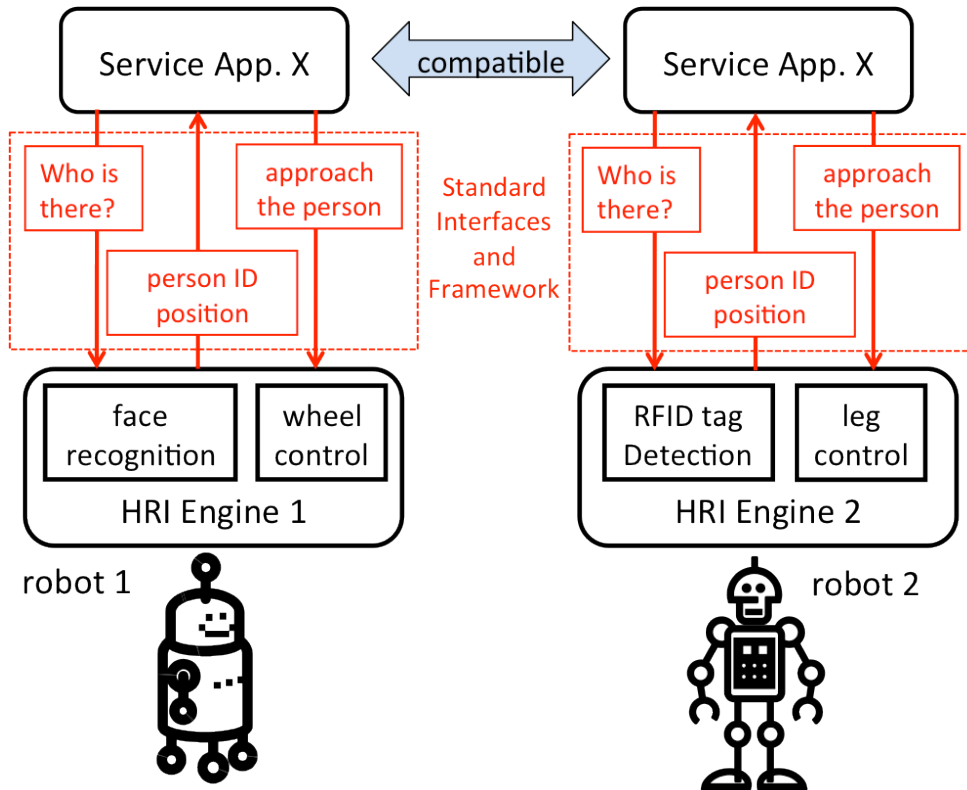 Service App. X
compatible
Service App. X
Who is
there?
approach
the person
person ID
position
Standard
Interfaces
and
Framework
Who is
there?
approach
the person
person ID
position
face
recognition
wheel
control
HRI Engine 1
RFID tag
Detection
leg
control
HRI Engine 2
robot 1
robot 2